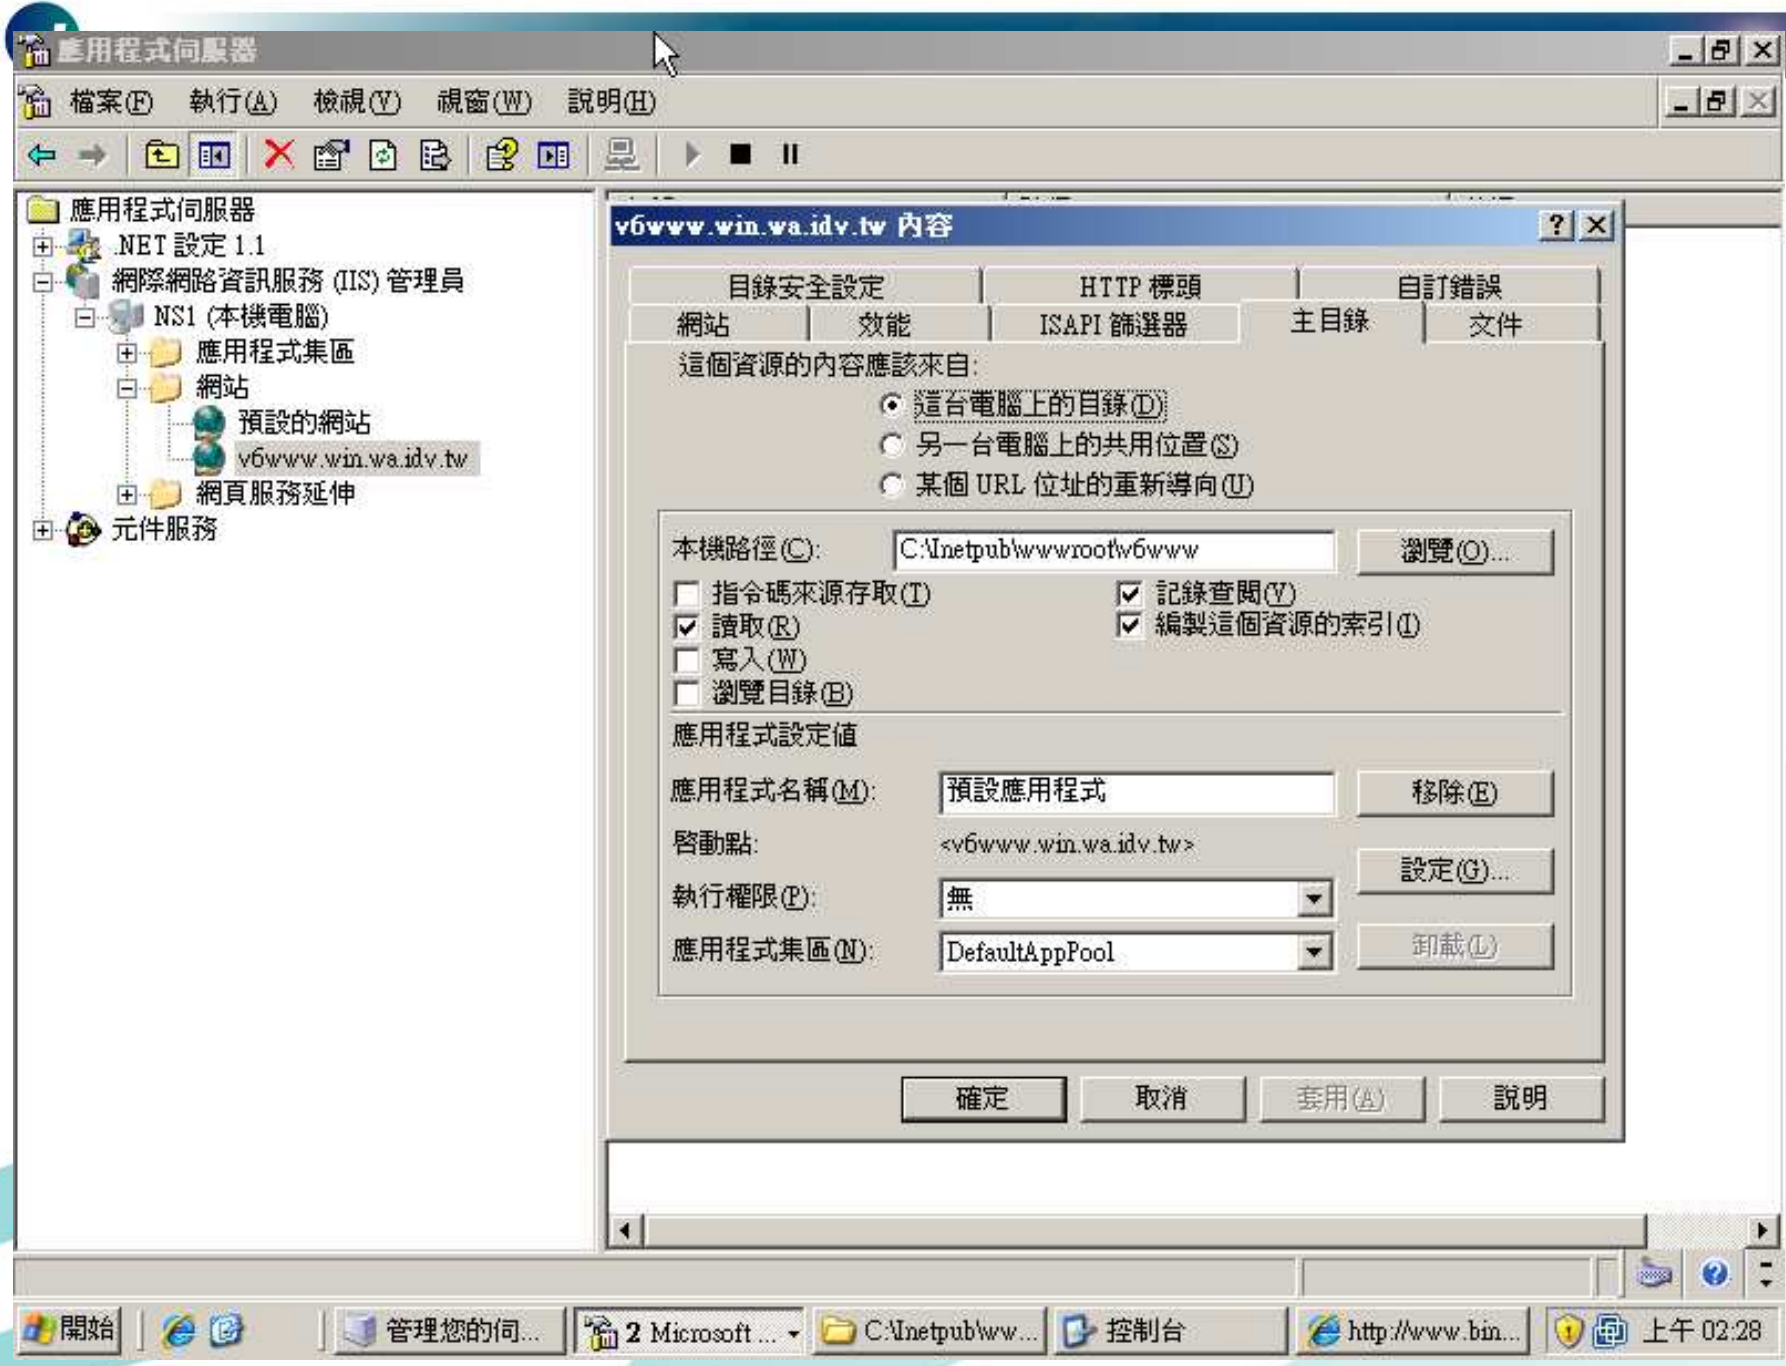 應用程式伺服器
檔案(F) 執行(A) 檢視(V) 視窗(W) 說明(H)
應用程式伺服器
.NET 設定 1.1
網際網路資訊服務 (IIS) 管理員
NS1 (本機電腦)
應用程式集區
網站
預設的網站
v6www.win.wa.idv.tw
網頁服務延伸
元件服務
v6www.win.wa.idv.tw 內容
目錄安全設定 HTTP 標頭 自訂錯誤
網站 效能 ISAPI 篩選器 主目錄 文件
這個資源的內容應該來自:
這台電腦上的目錄(D)
另一台電腦上的共用位置(S)
某個 URL 位址的重新導向(U)
本機路徑(C): C:\Inetpub\wwwroot\v6www 瀏覽(O)...
指令碼來源存取(T) 記錄查閱(V)
讀取(R) 編製這個資源的索引(I)
寫入(W)
瀏覽目錄(B)
應用程式設定值
應用程式名稱(M): 預設應用程式 移除(E)
啟動點: <v6www.win.wa.idv.tw>
設定(G)...
執行權限(P): 無
應用程式集區(N): DefaultAppPool 卸載(L)
確定 取消 套用(A) 說明
開始 管理您的伺... 2 Microsoft ... C:\Inetpub\ww... 控制台 http://www.bin... 上午 02:28